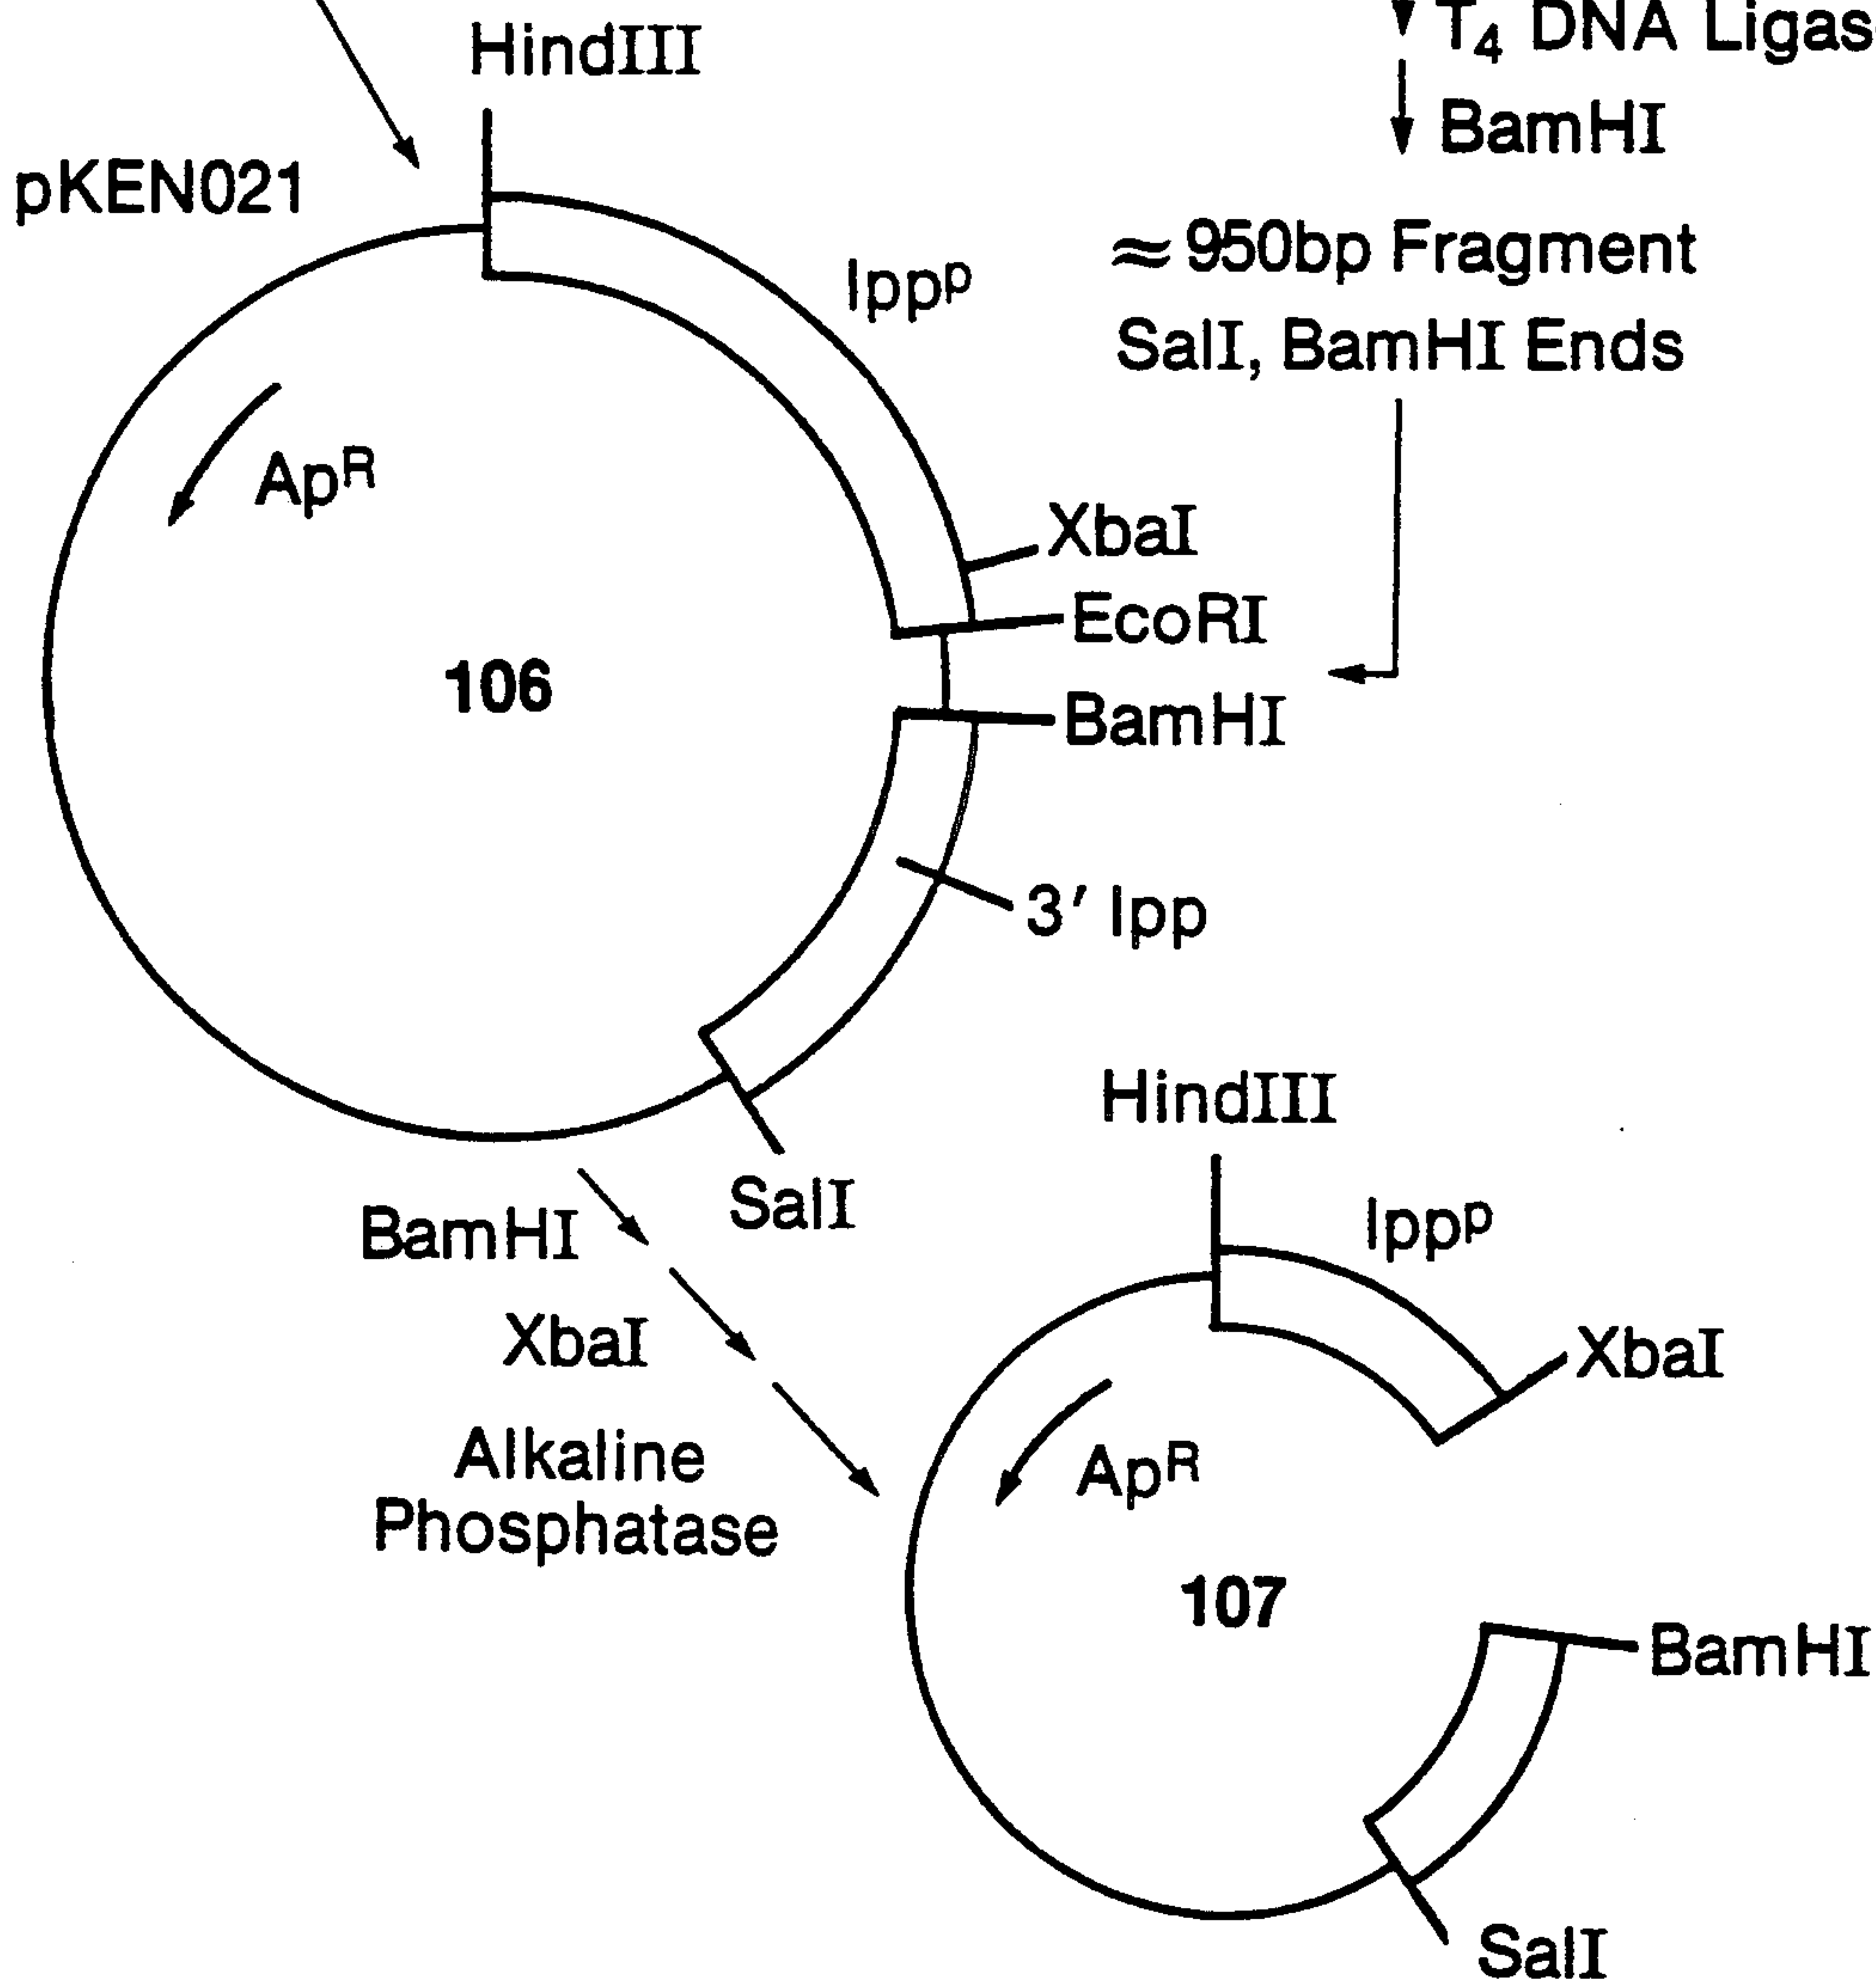 T₄ DNA Ligas
BamHI
≈ 950bp Fragment
SalI, BamHI Ends
HindIII
pKEN021
lppᵖ
Apᴿ
XbaI
EcoRI
106
BamHI
3' lpp
SalI
BamHI
XbaI
Alkaline
Phosphatase
HindIII
lppᵖ
XbaI
Apᴿ
107
BamHI
SalI